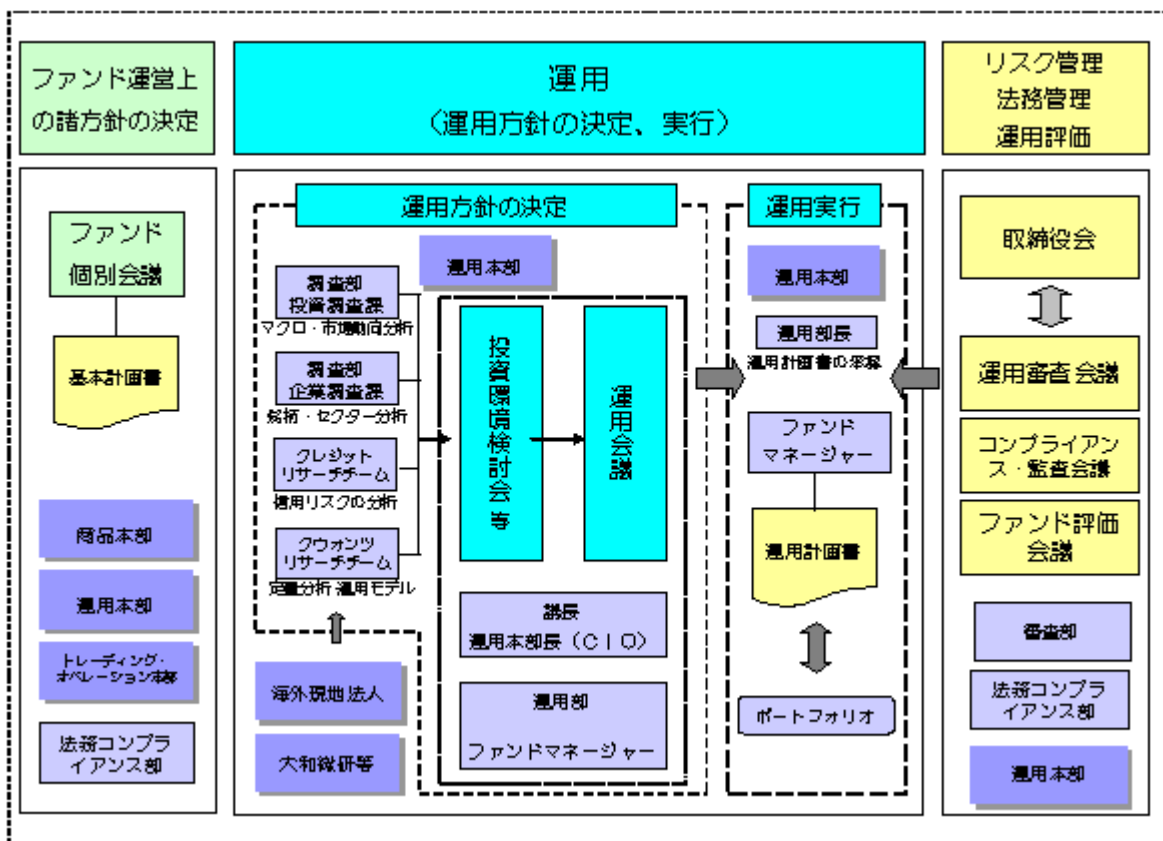 ファンド運営上
の諸方針の決定
運用
(運用方針の決定、実行)
リスク管理
法務管理
運用評価
ファンド
個別会議
基本計画書
商品本部
運用本部
トレーディング・
オペレーション本部
法務コンプラ
イアンス部
運用方針の決定
運用本部
調査部
投資調査課
マクロ・市場動向分析
調査部
企業調査課
銘柄・セクター分析
クレジット
リサーチチーム
信用リスクの分析
クウォンツ
リサーチチーム
定量分析・運用モデル
海外現地法人
大和総研等
投資環境検討会 等
運用会議
議長
運用本部長(CIO)
運用部
ファンドマネージャー
運用実行
運用本部
運用部長
運用計画書の承認
ファンド
マネージャー
運用計画書
ポートフォリオ
取締役会
運用審査会議
コンプライアン
ス・監査会議
ファンド評価
会議
審査部
法務コンプラ
イアンス部
運用本部